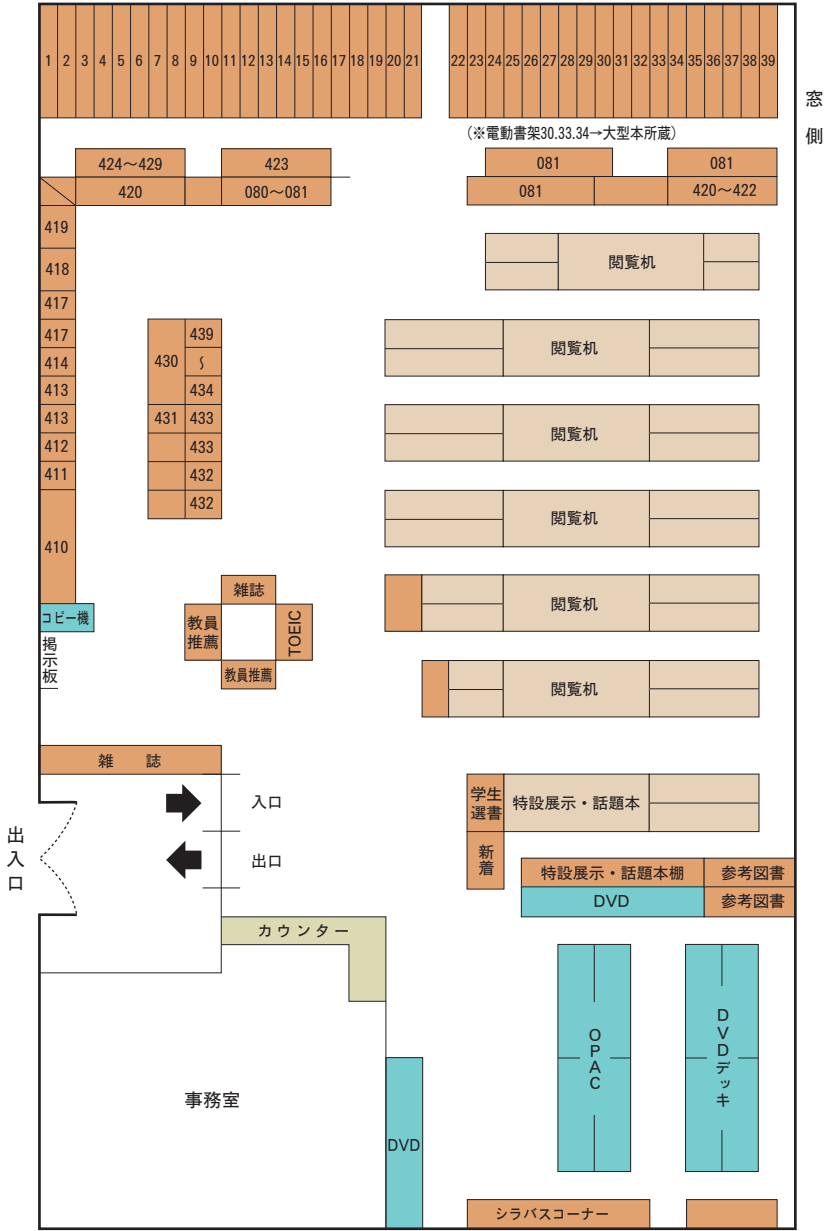 1 2 3 4 5 6 7 8 9 10 11 12 13 14 15 16 17 18 19 20 21
22 23 24 25 26 27 28 29 30 31 32 33 34 35 36 37 38 39
窓側
(※電動書架30.33.34→大型本所蔵)
424〜429
423
081
081
420
080〜081
081
420〜422
419
418
417
417
414
413
413
412
411
410
430
431
439
〜
434
433
433
432
432
閲覧机
閲覧机
閲覧机
閲覧机
閲覧机
閲覧机
コピー機
掲示板
雑誌
教員
推薦
TOEIC
教員推薦
雑 誌
出入口
入口
出口
学生
選書
特設展示・話題本
新着
特設展示・話題本棚
参考図書
DVD
参考図書
カウンター
事務室
DVD
OPAC
DVDデッキ
シラバスコーナー